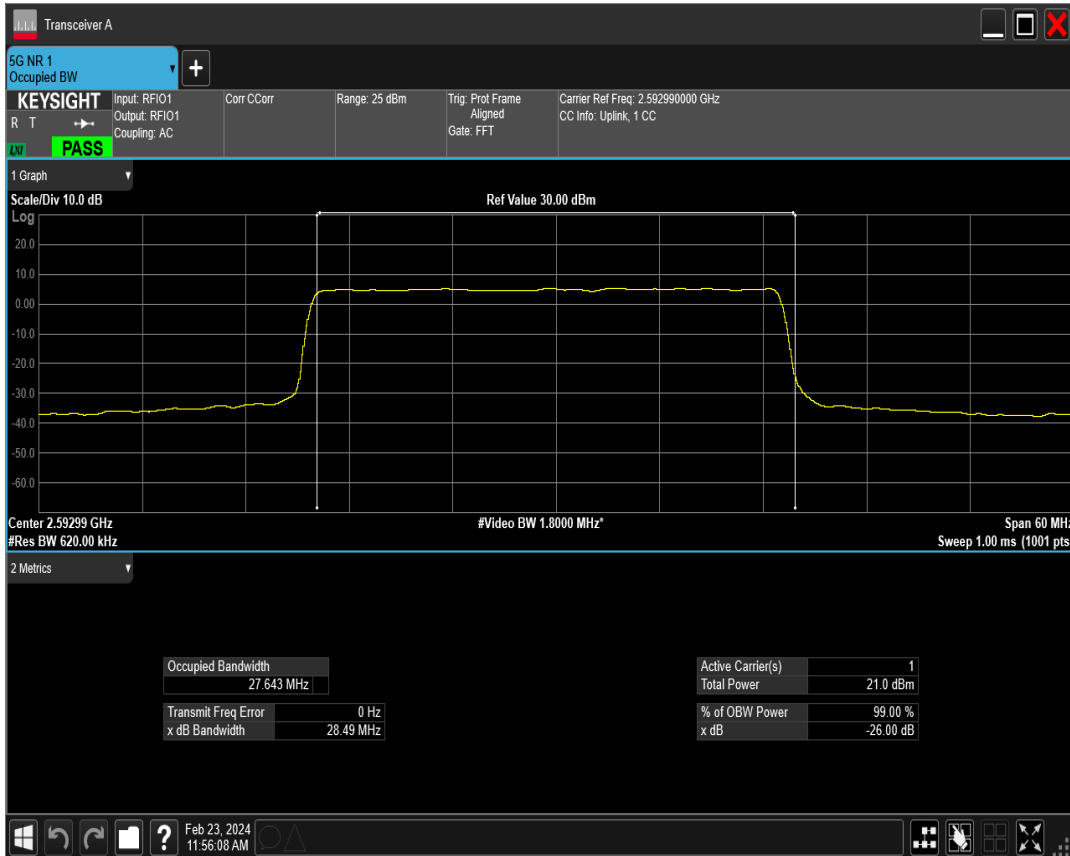 Transceiver A
5G NR 1
Occupied BW
KEYSIGHT
R T
LXI
PASS
Input: RFIO1
Output: RFIO1
Coupling: AC
Corr CCorr
Range: 25 dBm
Trig: Prot Frame
Aligned
Gate: FFT
Carrier Ref Freq: 2.592990000 GHz
CC Info: Uplink, 1 CC
1 Graph
Scale/Div 10.0 dB
Ref Value 30.00 dBm
Log
20.0
10.0
0.00
-10.0
-20.0
-30.0
-40.0
-50.0
-60.0
Center 2.59299 GHz
#Video BW 1.8000 MHz*
Span 60 MHz
#Res BW 620.00 kHz
Sweep 1.00 ms (1001 pts
2 Metrics
Occupied Bandwidth
27.643 MHz
Transmit Freq Error 0 Hz
x dB Bandwidth 28.49 MHz
Active Carrier(s) 1
Total Power 21.0 dBm
% of OBW Power 99.00 %
x dB -26.00 dB
?
Feb 23, 2024
11:56:08 AM